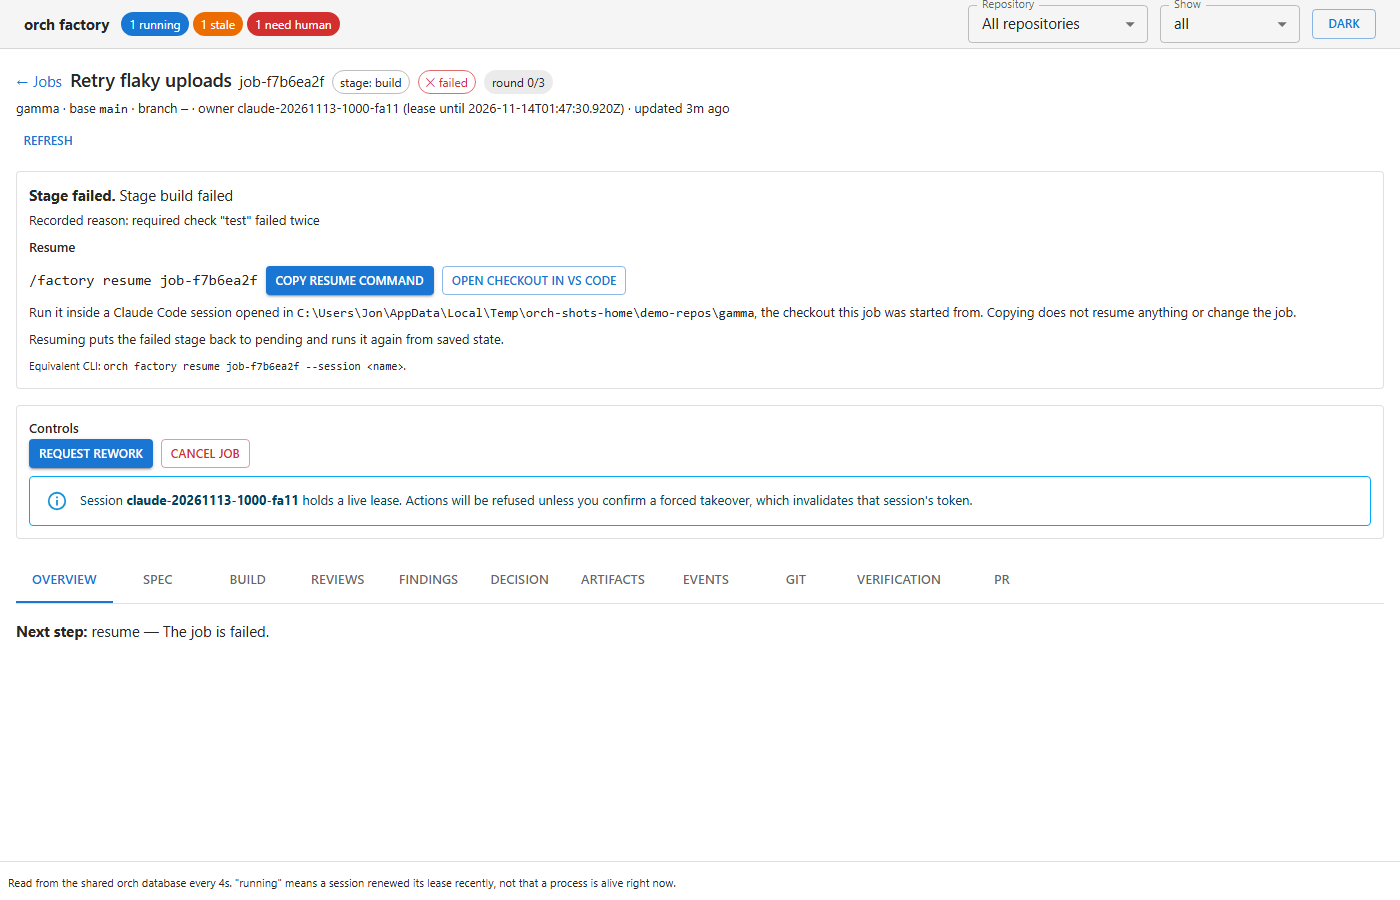 orch factory
1 running
1 stale
1 need human
Repository
All repositories
Show
all
DARK
← Jobs Retry flaky uploads job-f7b6ea2f stage: build failed round 0/3
gamma · base main · branch – · owner claude-20261113-1000-fa11 (lease until 2026-11-14T01:47:30.920Z) · updated 3m ago
REFRESH
Stage failed. Stage build failed
Recorded reason: required check "test" failed twice
Resume
/factory resume job-f7b6ea2f COPY RESUME COMMAND OPEN CHECKOUT IN VS CODE
Run it inside a Claude Code session opened in C:\Users\Jon\AppData\Local\Temp\orch-shots-home\demo-repos\gamma, the checkout this job was started from. Copying does not resume anything or change the job.
Resuming puts the failed stage back to pending and runs it again from saved state.
Equivalent CLI: orch factory resume job-f7b6ea2f --session <name>.
Controls
REQUEST REWORK CANCEL JOB
Session claude-20261113-1000-fa11 holds a live lease. Actions will be refused unless you confirm a forced takeover, which invalidates that session's token.
OVERVIEW SPEC BUILD REVIEWS FINDINGS DECISION ARTIFACTS EVENTS GIT VERIFICATION PR
Next step: resume — The job is failed.
Read from the shared orch database every 4s. "running" means a session renewed its lease recently, not that a process is alive right now.